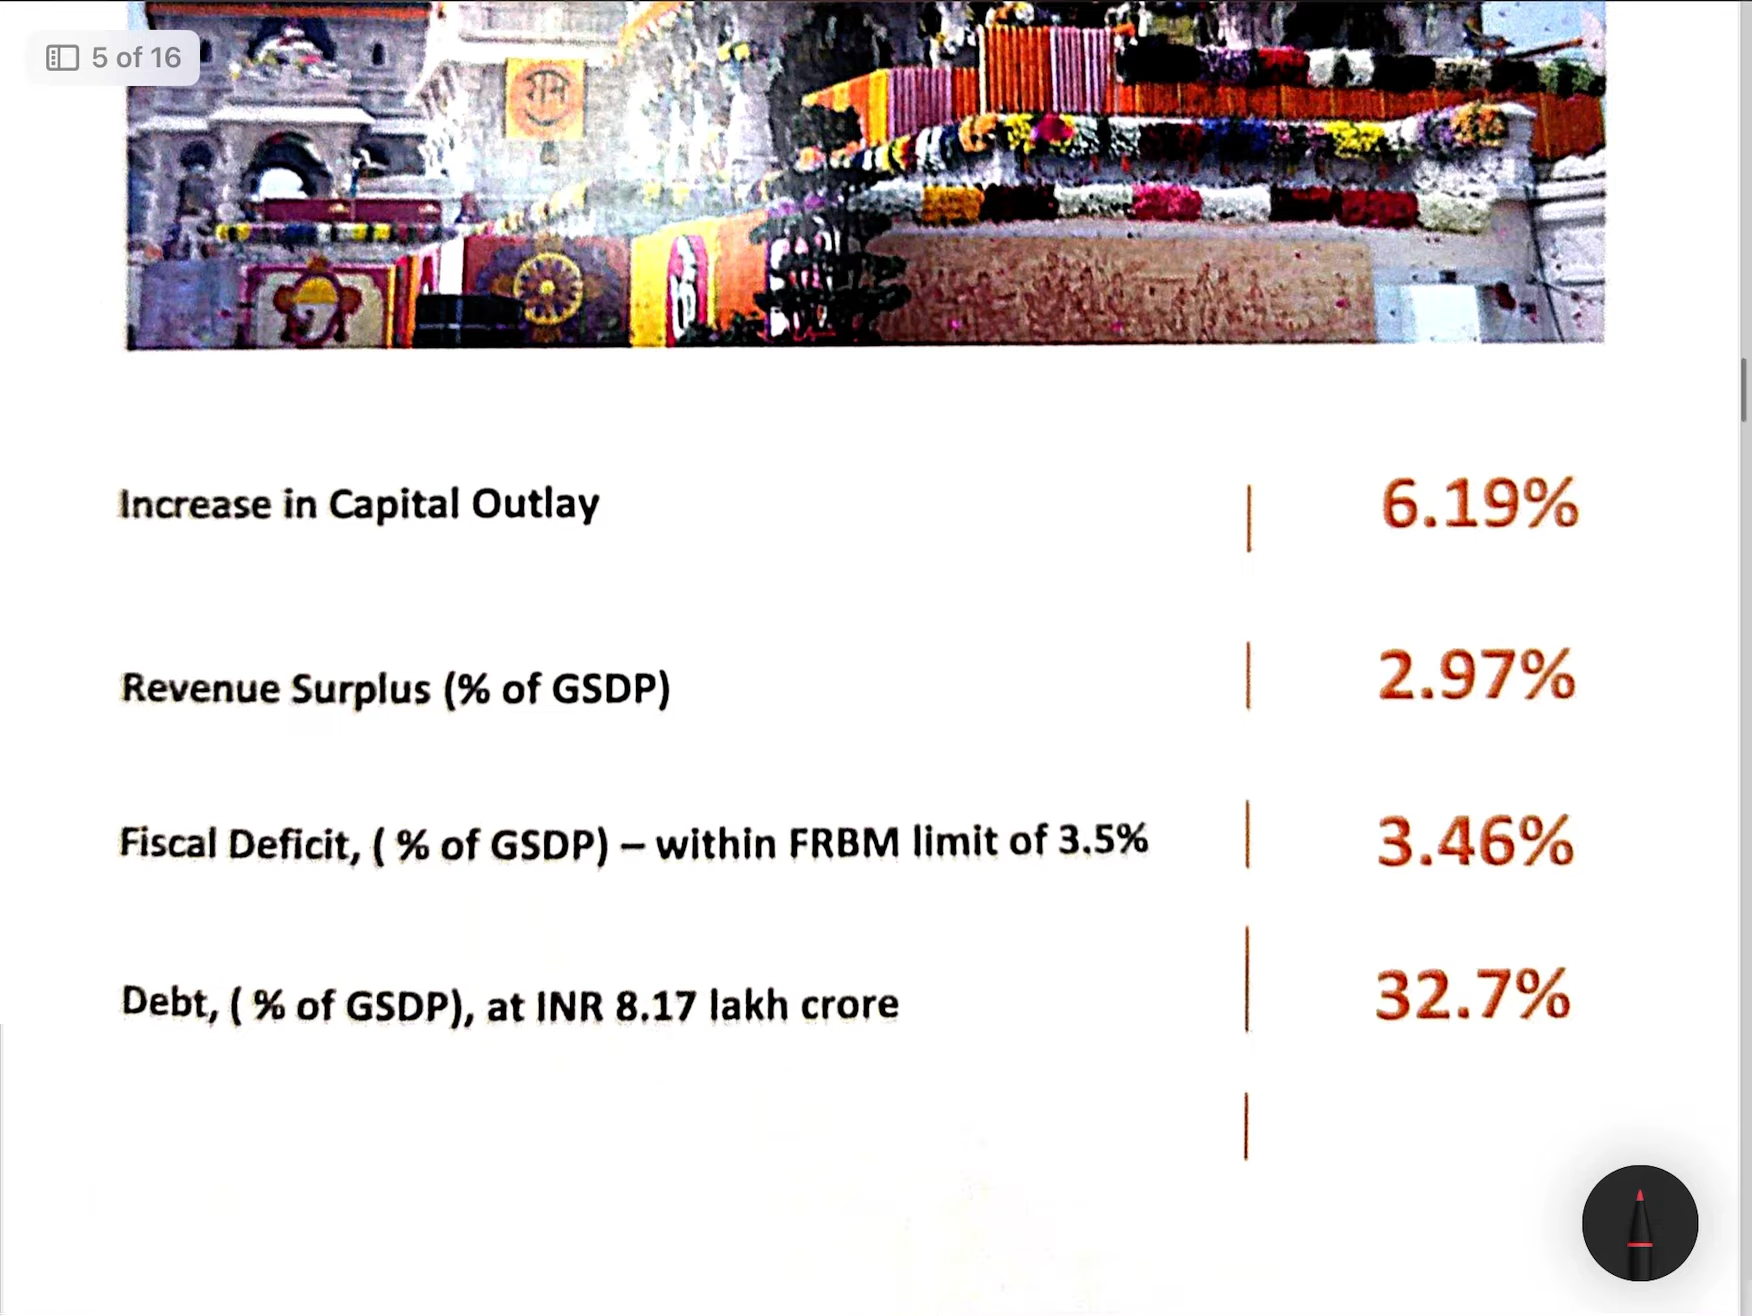 5 of 16
राम
Increase in Capital Outlay 6.19%
Revenue Surplus (% of GSDP) 2.97%
Fiscal Deficit, ( % of GSDP) – within FRBM limit of 3.5% 3.46%
Debt, ( % of GSDP), at INR 8.17 lakh crore 32.7%